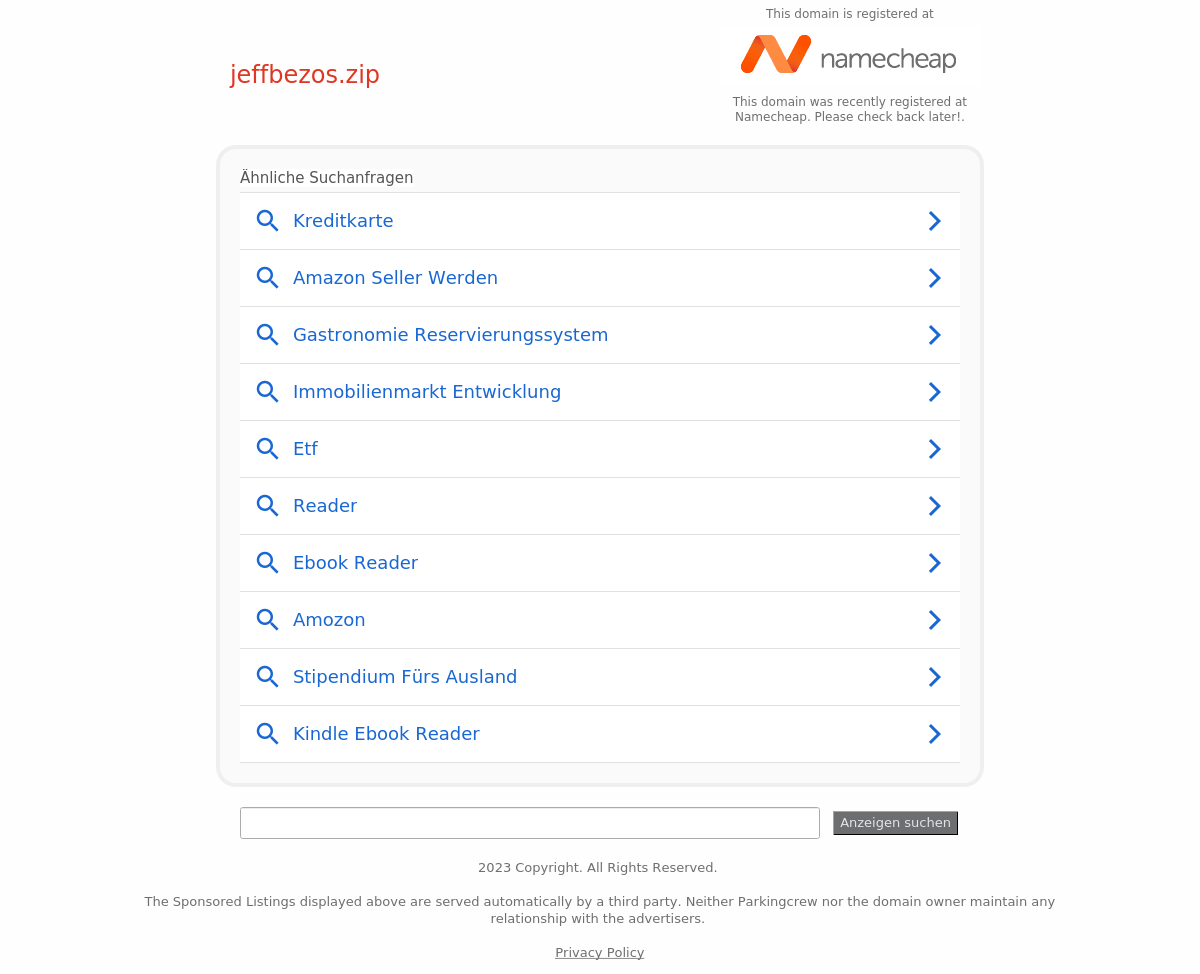 This domain is registered at
namecheap
jeffbezos.zip
This domain was recently registered at
Namecheap. Please check back later!.
Ähnliche Suchanfragen
Kreditkarte
Amazon Seller Werden
Gastronomie Reservierungssystem
Immobilienmarkt Entwicklung
Etf
Reader
Ebook Reader
Amozon
Stipendium Fürs Ausland
Kindle Ebook Reader
Anzeigen suchen
2023 Copyright. All Rights Reserved.
The Sponsored Listings displayed above are served automatically by a third party. Neither Parkingcrew nor the domain owner maintain any
relationship with the advertisers.
Privacy Policy